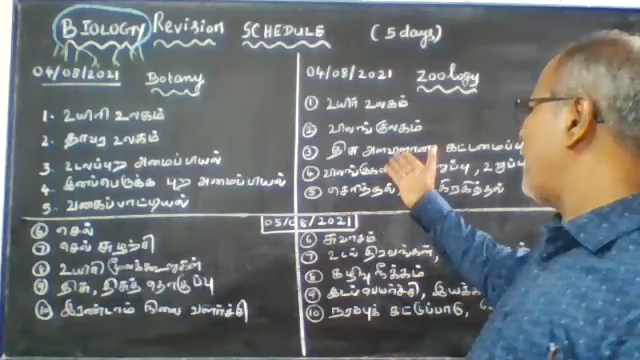 BIOLOGY Revision SCHEDULE (5 days)
04/08/2021 Botany
1. உயிரி உலகம்
2. தாவர உலகம்
3. உடலப்புற அமைப்பியல்
4. இனப்பெருக்க புற அமைப்பியல்
5. வகைப்பாட்டியல்
04/08/2021 Zoology
① உயிர் உலகம்
② விலங்குலகம்
③ திசு அளவிலான கட்டமைப்பு
④ உறுப்பு
⑤
05/08/2021
⑥ செல்
⑦ செல் சுழற்சி
⑧ உயிரி மூலக்கூறுகள்
⑨ திசு, திசுத் தொகுப்பு
⑩ இரண்டாம் நிலை வளர்ச்சி
⑥ சுவாசம்
⑦ உடல் திரவங்கள்,
⑧ கழிவு நீக்கம்
⑨ இடப்பெயர்ச்சி, இயக்க
⑩ நரம்புக் கட்டுப்பாடு,